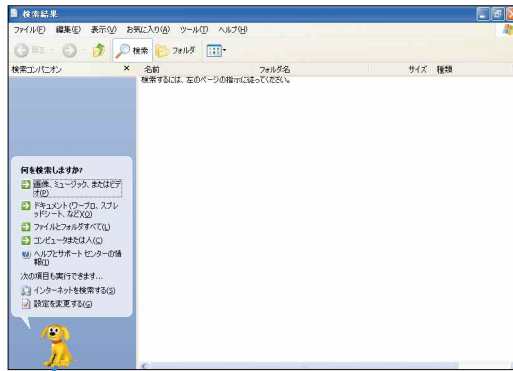 検索結果
ファイル(F) 編集(E) 表示(V) お気に入り(A) ツール(T) ヘルプ(H)
戻る 検索 フォルダ
検索コンパニオン × 名前 フォルダ名 サイズ 種類
検索するには、左のページの指示に従ってください。
何を検索しますか?
画像、ミュージック、またはビデ
オ(P)
ドキュメント (ワープロ、スプレ
ッドシート、など)(O)
ファイルとフォルダすべて(L)
コンピュータまたは人(C)
ヘルプとサポート センターの情
報(I)
次の項目も実行できます...
インターネットを検索する(S)
設定を変更する(G)